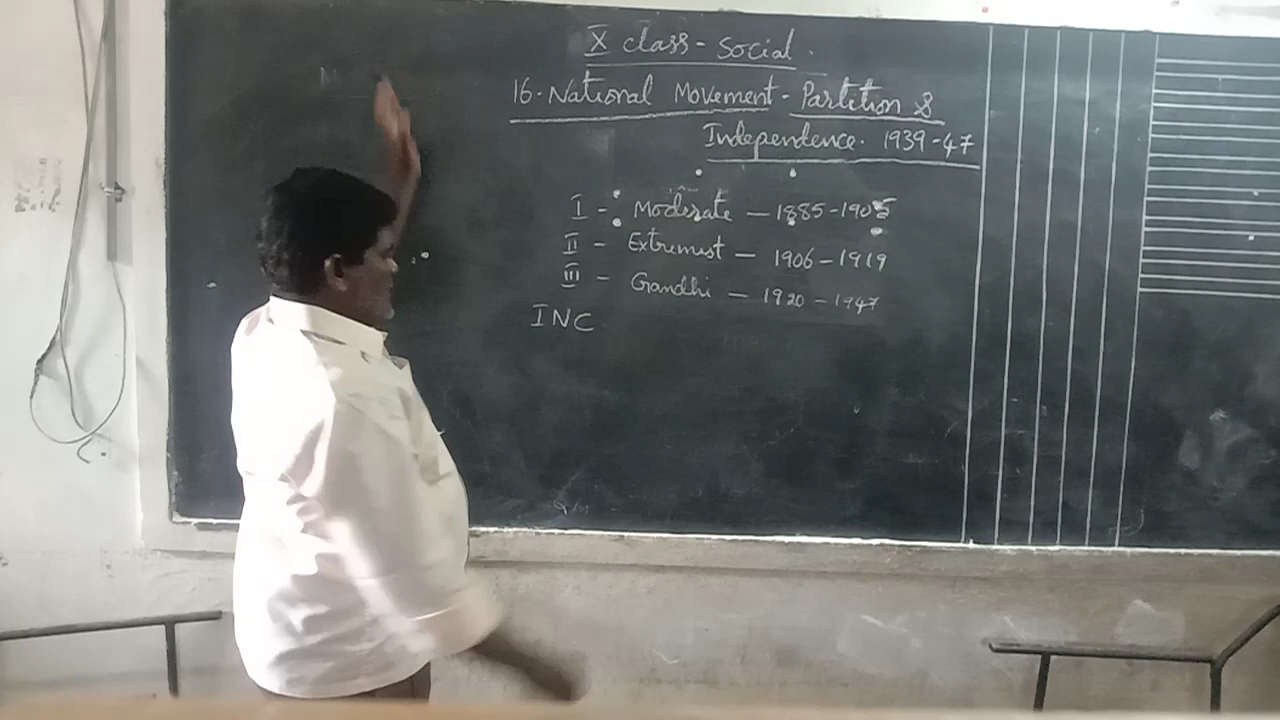 X class - Social.
16. National Movement - Partition &
Independence. 1939-47
I - Moderate - 1885-1905
II - Extremist - 1906-1919
III - Gandhi - 1920-1947
INC